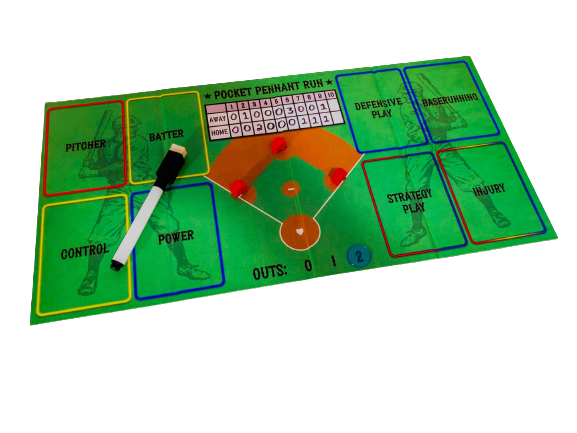 ★ POCKET PENNANT RUN ★
1 2 3 4 5 6 7 8 9 10
AWAY 0 1 0 0 0 3 0 0 1
HOME 0 0 2 0 0 0 1 1 1
PITCHER
BATTER
DEFENSIVE
PLAY
BASERUNNING
CONTROL
POWER
STRATEGY
PLAY
INJURY
OUTS: 0 1 2